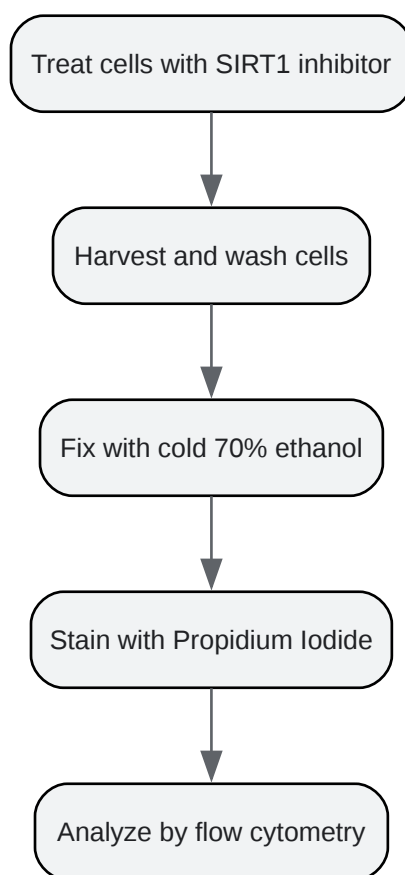 Treat cells with SIRT1 inhibitor
Harvest and wash cells
Fix with cold 70% ethanol
Stain with Propidium Iodide
Analyze by flow cytometry